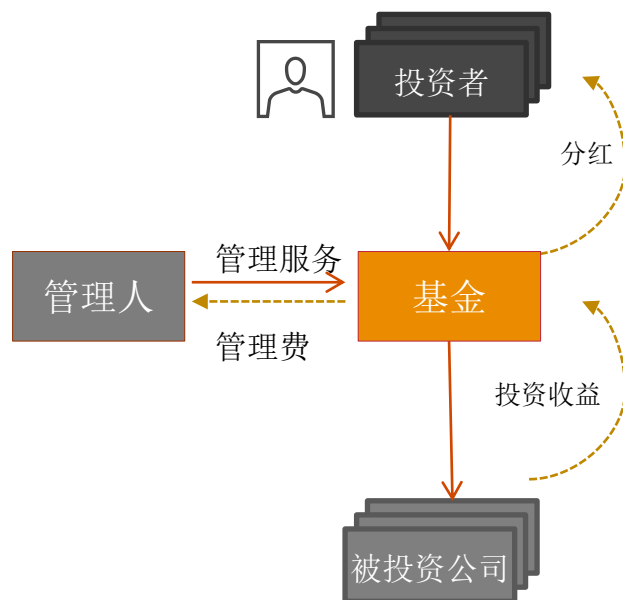 投资者
分红
管理服务
管理人
基金
管理费
投资收益
被投资公司